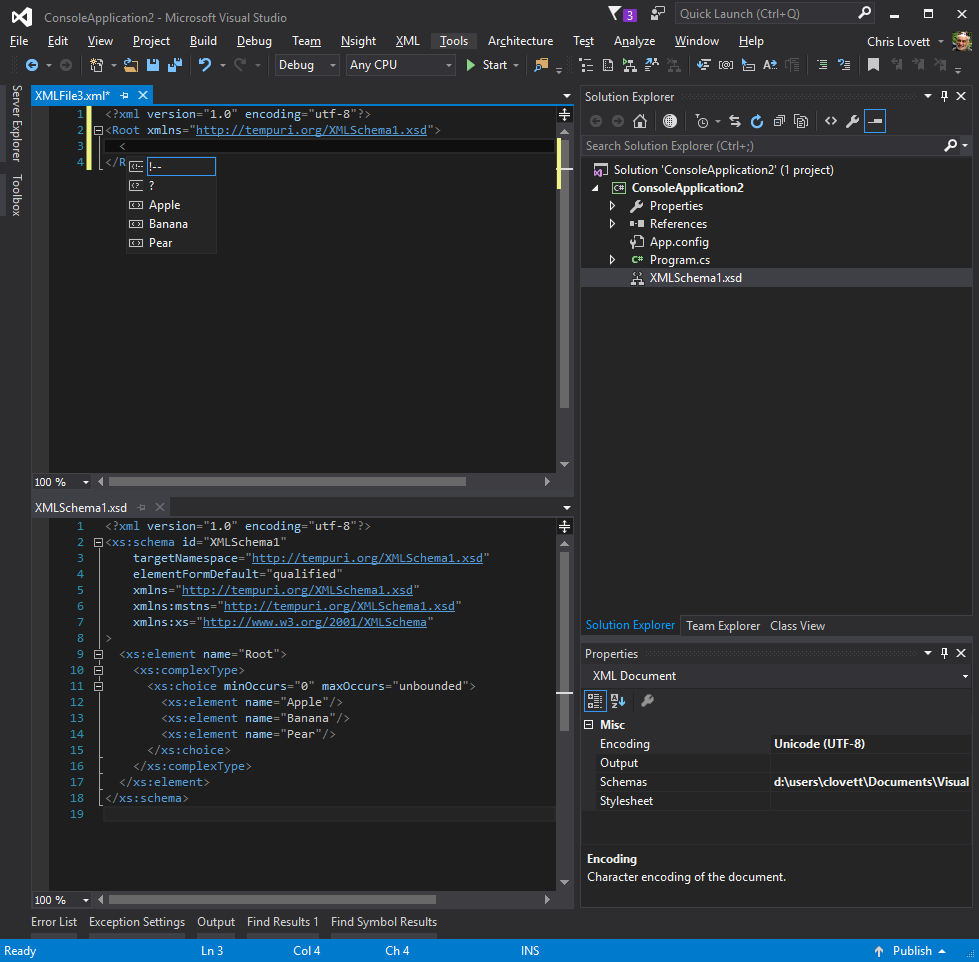 ConsoleApplication2 - Microsoft Visual Studio
3
Quick Launch (Ctrl+Q)
File Edit View Project Build Debug Team Nsight XML Tools Architecture Test Analyze Window Help
Chris Lovett
Debug Any CPU Start
Server Explorer
Toolbox
XMLFile3.xml*
1 <?xml version="1.0" encoding="utf-8"?>
2 <Root xmlns="http://tempuri.org/XMLSchema1.xsd">
3 <
4 </R
!--
?
Apple
Banana
Pear
100 %
XMLSchema1.xsd
1 <?xml version="1.0" encoding="utf-8"?>
2 <xs:schema id="XMLSchema1"
3 targetNamespace="http://tempuri.org/XMLSchema1.xsd"
4 elementFormDefault="qualified"
5 xmlns="http://tempuri.org/XMLSchema1.xsd"
6 xmlns:mstns="http://tempuri.org/XMLSchema1.xsd"
7 xmlns:xs="http://www.w3.org/2001/XMLSchema"
8 >
9 <xs:element name="Root">
10 <xs:complexType>
11 <xs:choice minOccurs="0" maxOccurs="unbounded">
12 <xs:element name="Apple"/>
13 <xs:element name="Banana"/>
14 <xs:element name="Pear"/>
15 </xs:choice>
16 </xs:complexType>
17 </xs:element>
18 </xs:schema>
19
100 %
Solution Explorer
Search Solution Explorer (Ctrl+;)
Solution 'ConsoleApplication2' (1 project)
ConsoleApplication2
Properties
References
App.config
Program.cs
XMLSchema1.xsd
Solution Explorer Team Explorer Class View
Properties
XML Document
Misc
Encoding Unicode (UTF-8)
Output
Schemas d:\users\clovett\Documents\Visual
Stylesheet
Encoding
Character encoding of the document.
Error List Exception Settings Output Find Results 1 Find Symbol Results
Ready Ln 3 Col 4 Ch 4 INS Publish